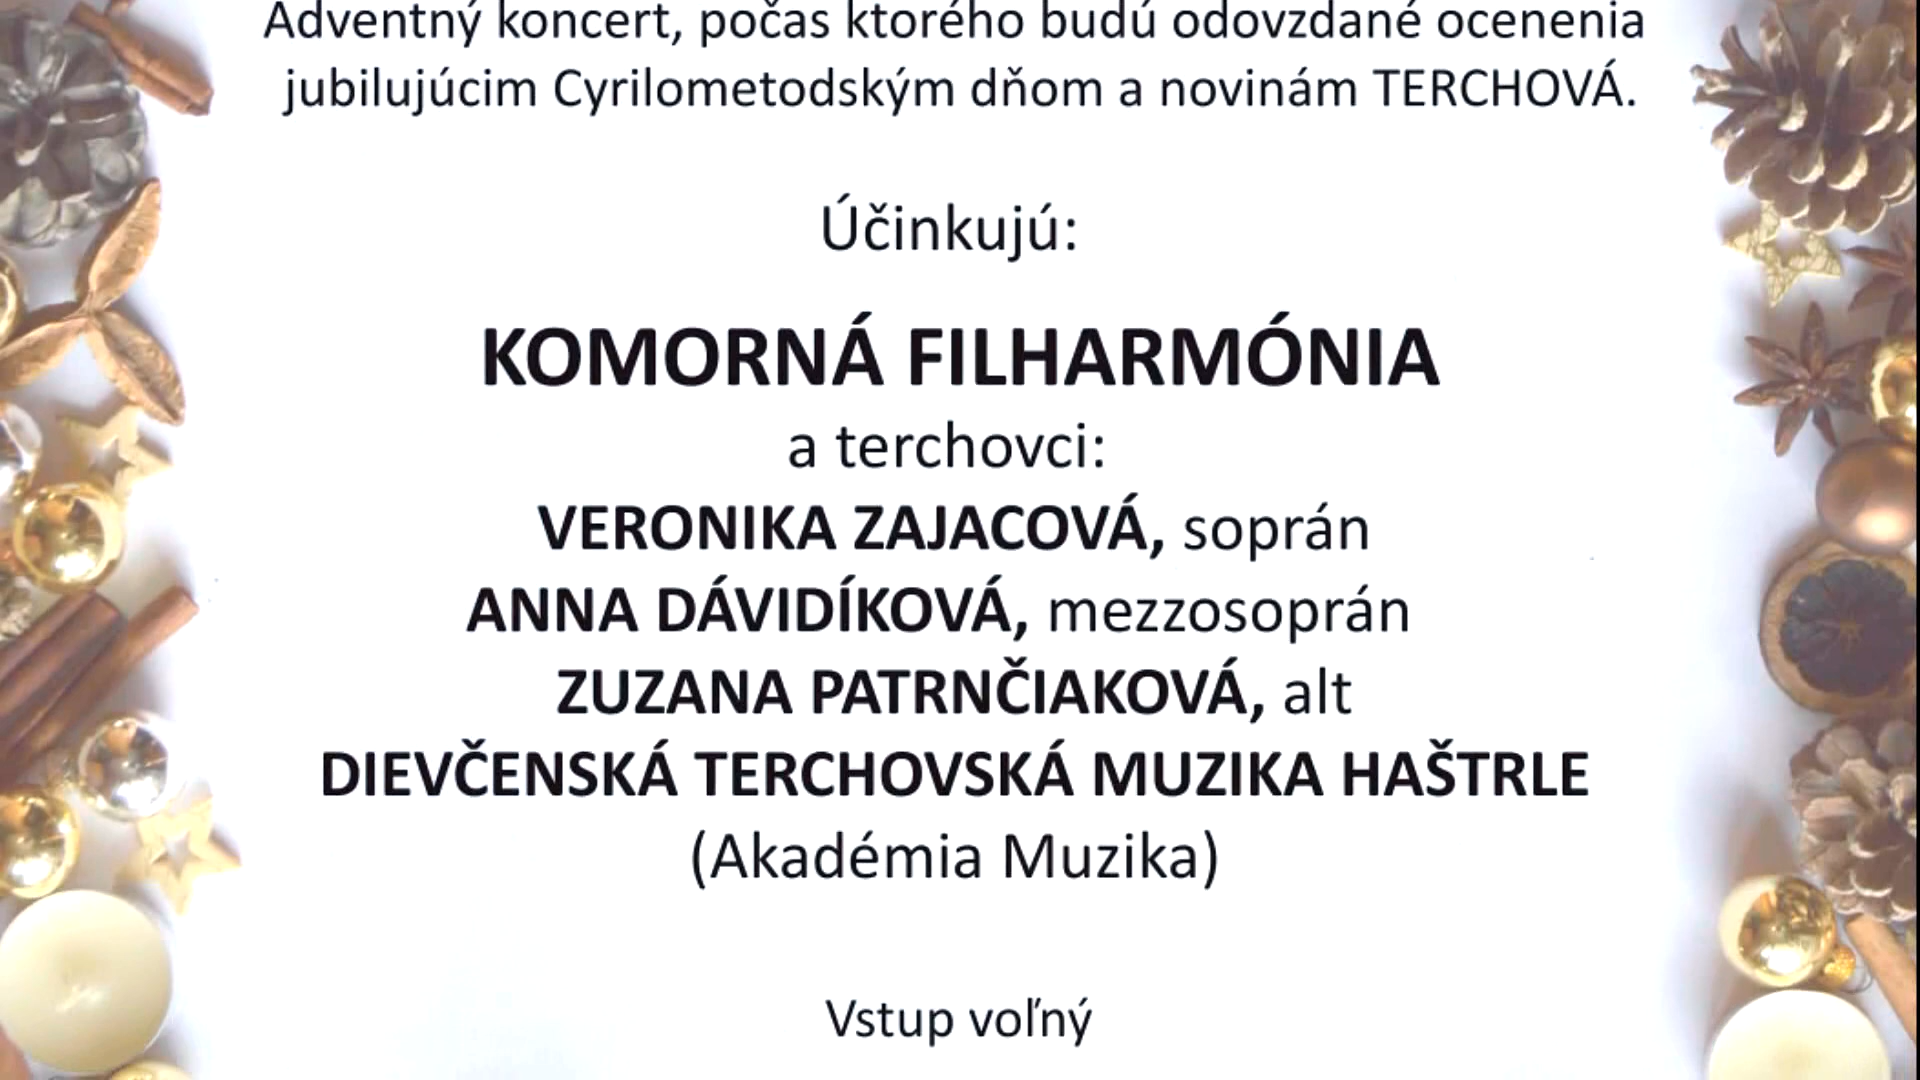 Adventný koncert, počas ktorého budú odovzdané ocenenia
jubilujúcim Cyrilometodským dňom a novinám TERCHOVÁ.
Účinkujú:
KOMORNÁ FILHARMÓNIA
a terchovci:
VERONIKA ZAJACOVÁ, soprán
ANNA DÁVIDÍKOVÁ, mezzosoprán
ZUZANA PATRNČIAKOVÁ, alt
DIEVČENSKÁ TERCHOVSKÁ MUZIKA HAŠTRLE
(Akadémia Muzika)
Vstup voľný